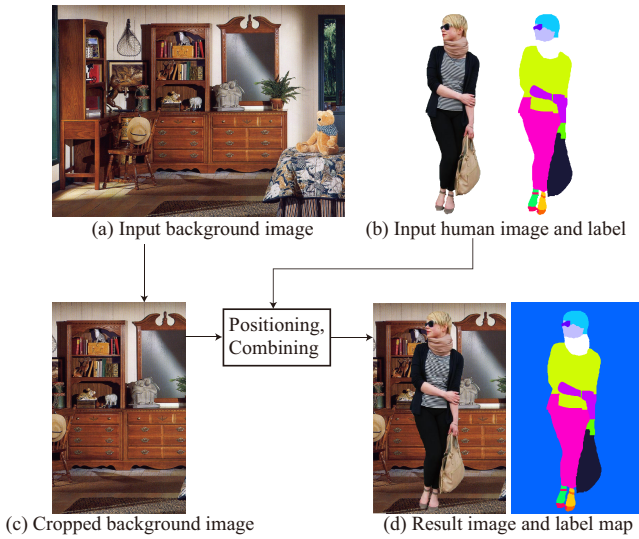 (a) Input background image
(b) Input human image and label
Positioning,
Combining
(c) Cropped background image
(d) Result image and label map